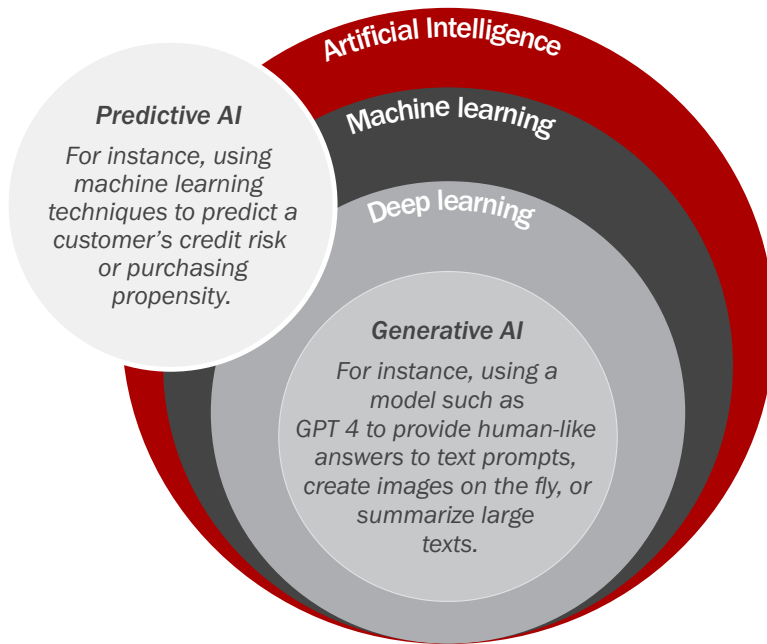 Artificial Intelligence
Machine learning
Deep learning
Predictive AI
For instance, using
machine learning
techniques to predict a
customer’s credit risk
or purchasing
propensity.
Generative AI
For instance, using a
model such as
GPT 4 to provide human-like
answers to text prompts,
create images on the fly, or
summarize large
texts.